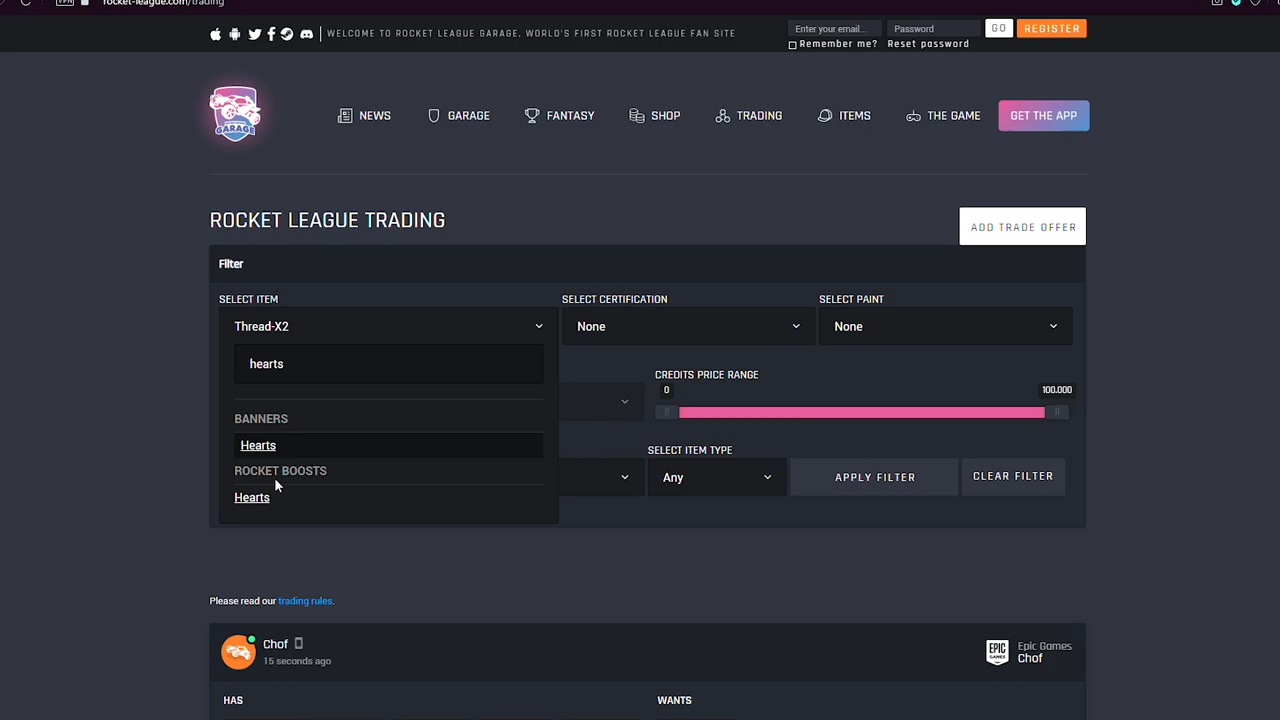 rocket-league.com/trading
VPN
WELCOME TO ROCKET LEAGUE GARAGE, WORLD'S FIRST ROCKET LEAGUE FAN SITE
Enter your email...
Password
GO
REGISTER
Remember me?
Reset password
GARAGE
NEWS
GARAGE
FANTASY
SHOP
TRADING
ITEMS
THE GAME
GET THE APP
ROCKET LEAGUE TRADING
ADD TRADE OFFER
Filter
SELECT ITEM
SELECT CERTIFICATION
SELECT PAINT
Thread-X2
None
None
hearts
CREDITS PRICE RANGE
0
100.000
BANNERS
Hearts
ROCKET BOOSTS
Hearts
SELECT ITEM TYPE
Any
APPLY FILTER
CLEAR FILTER
Please read our trading rules.
Chof
15 seconds ago
EPIC GAMES
Epic Games
Chof
HAS
WANTS